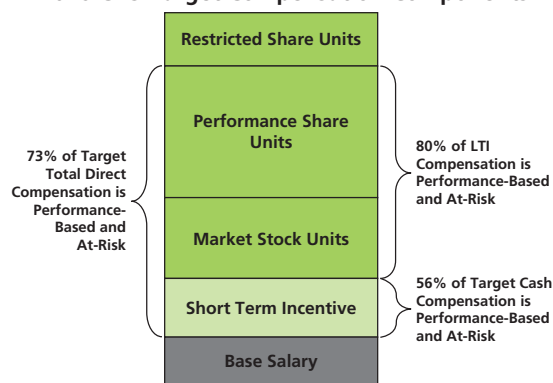 Restricted Share Units
Performance Share
Units
73% of Target
Total Direct
Compensation is
Performance-
Based and
At-Risk
80% of LTI
Compensation is
Performance-Based
and At-Risk
Market Stock Units
Short Term Incentive
56% of Target Cash
Compensation is
Performance-Based
and At-Risk
Base Salary